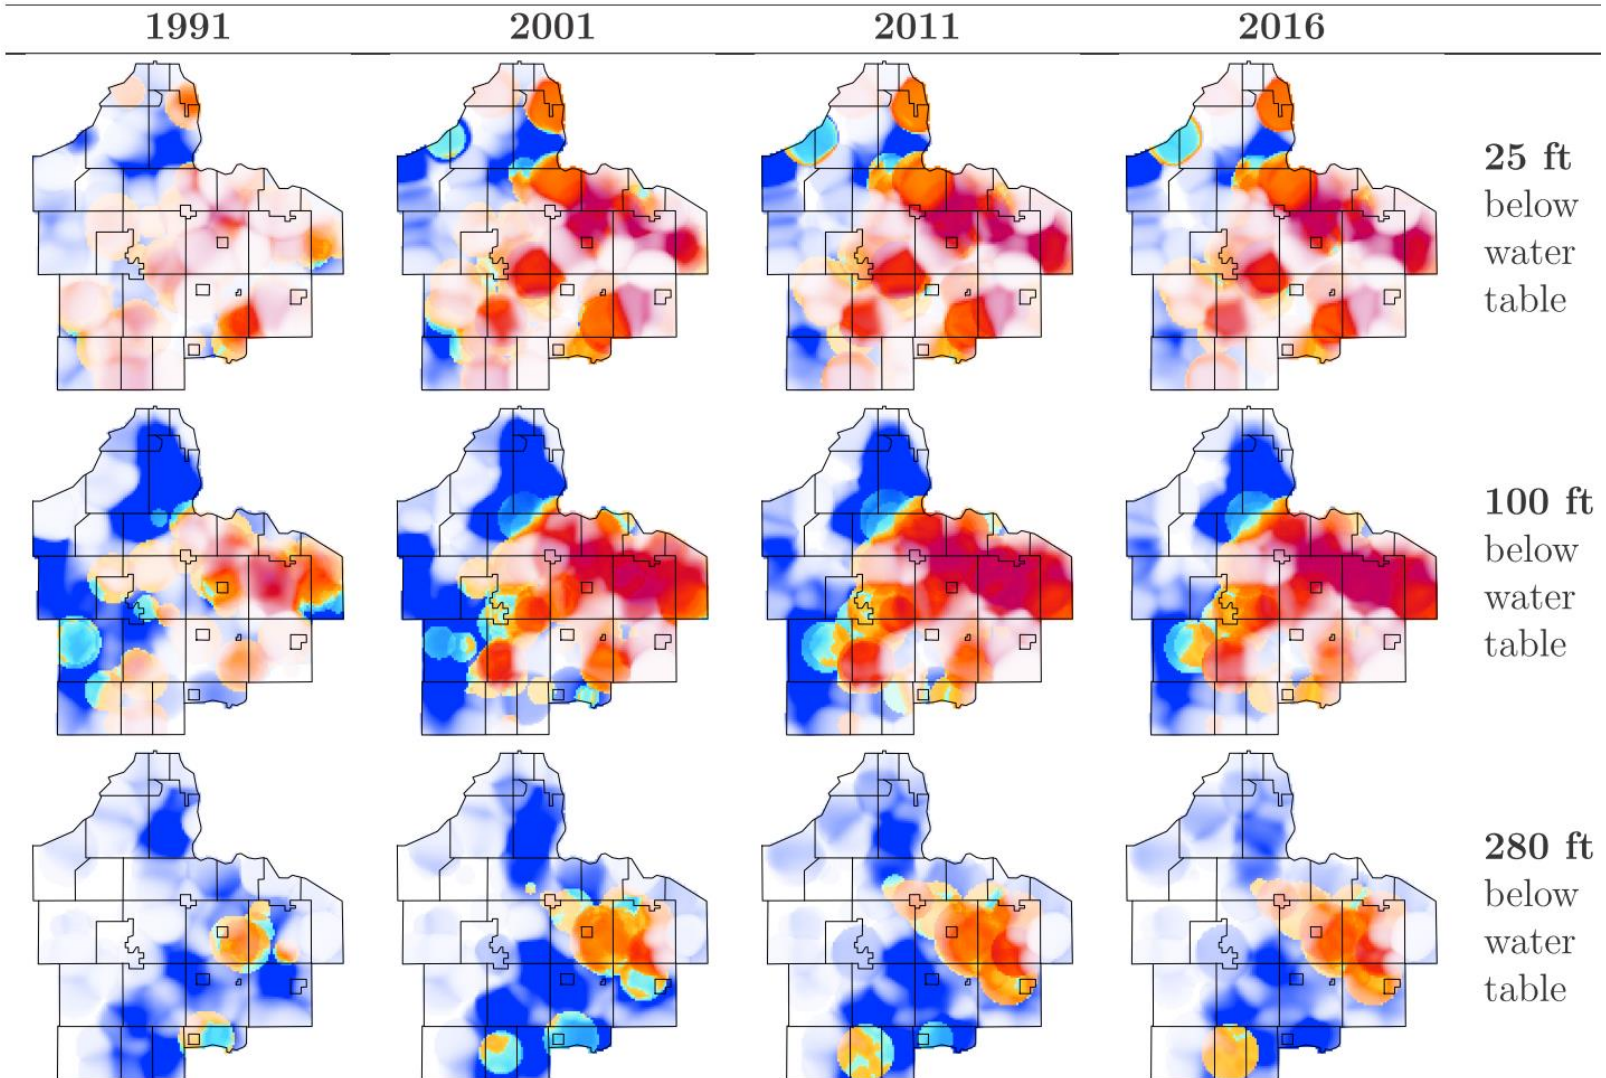 1991 2001 2011 2016
25 ft
below
water
table
100 ft
below
water
table
280 ft
below
water
table